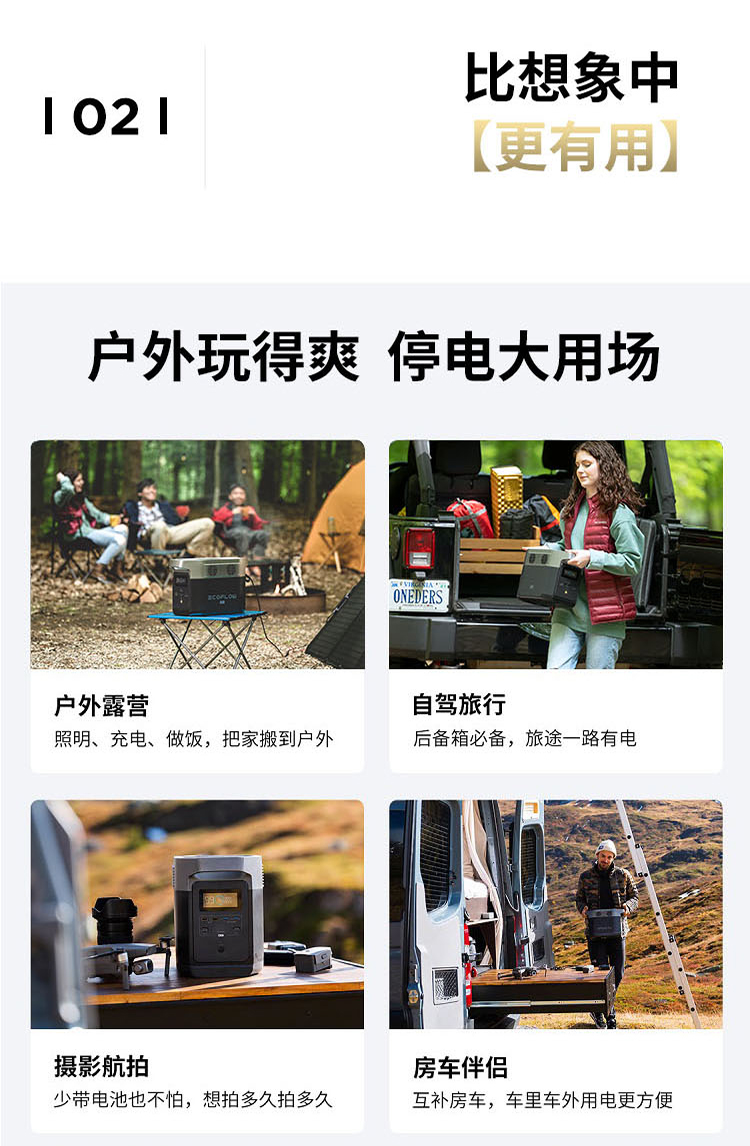 | 02 |
比想象中
【更有用】
户外玩得爽 停电大用场
ECOFLOW
VIRGINIA
ONEDERS
户外露营
照明、充电、做饭，把家搬到户外
自驾旅行
后备箱必备，旅途一路有电
摄影航拍
少带电池也不怕，想拍多久拍多久
房车伴侣
互补房车，车里车外用电更方便